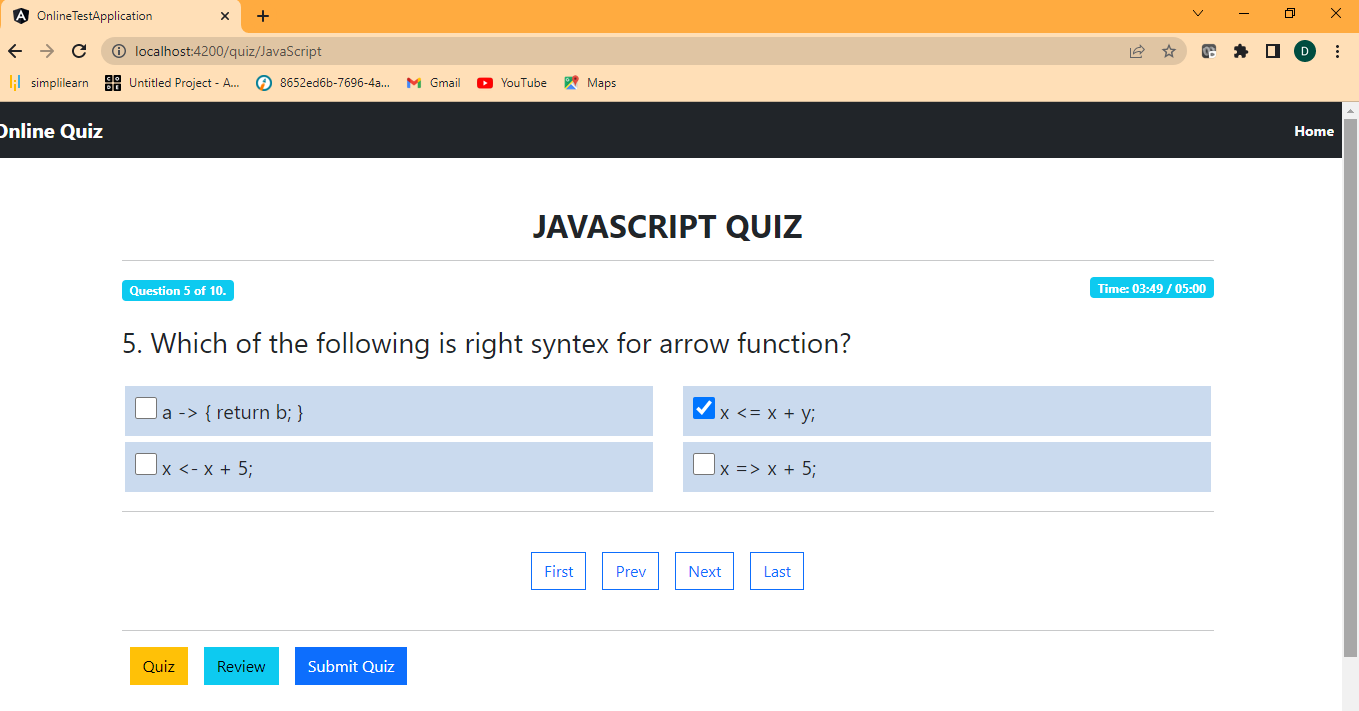 OnlineTestApplication
localhost:4200/quiz/JavaScript
simplilearn Untitled Project - A... 8652ed6b-7696-4a... Gmail YouTube Maps
D
Online Quiz Home
JAVASCRIPT QUIZ
Question 5 of 10. Time: 03:49 / 05:00
5. Which of the following is right syntex for arrow function?
a -> { return b; } x <= x + y;
x <- x + 5; x => x + 5;
First Prev Next Last
Quiz Review Submit Quiz